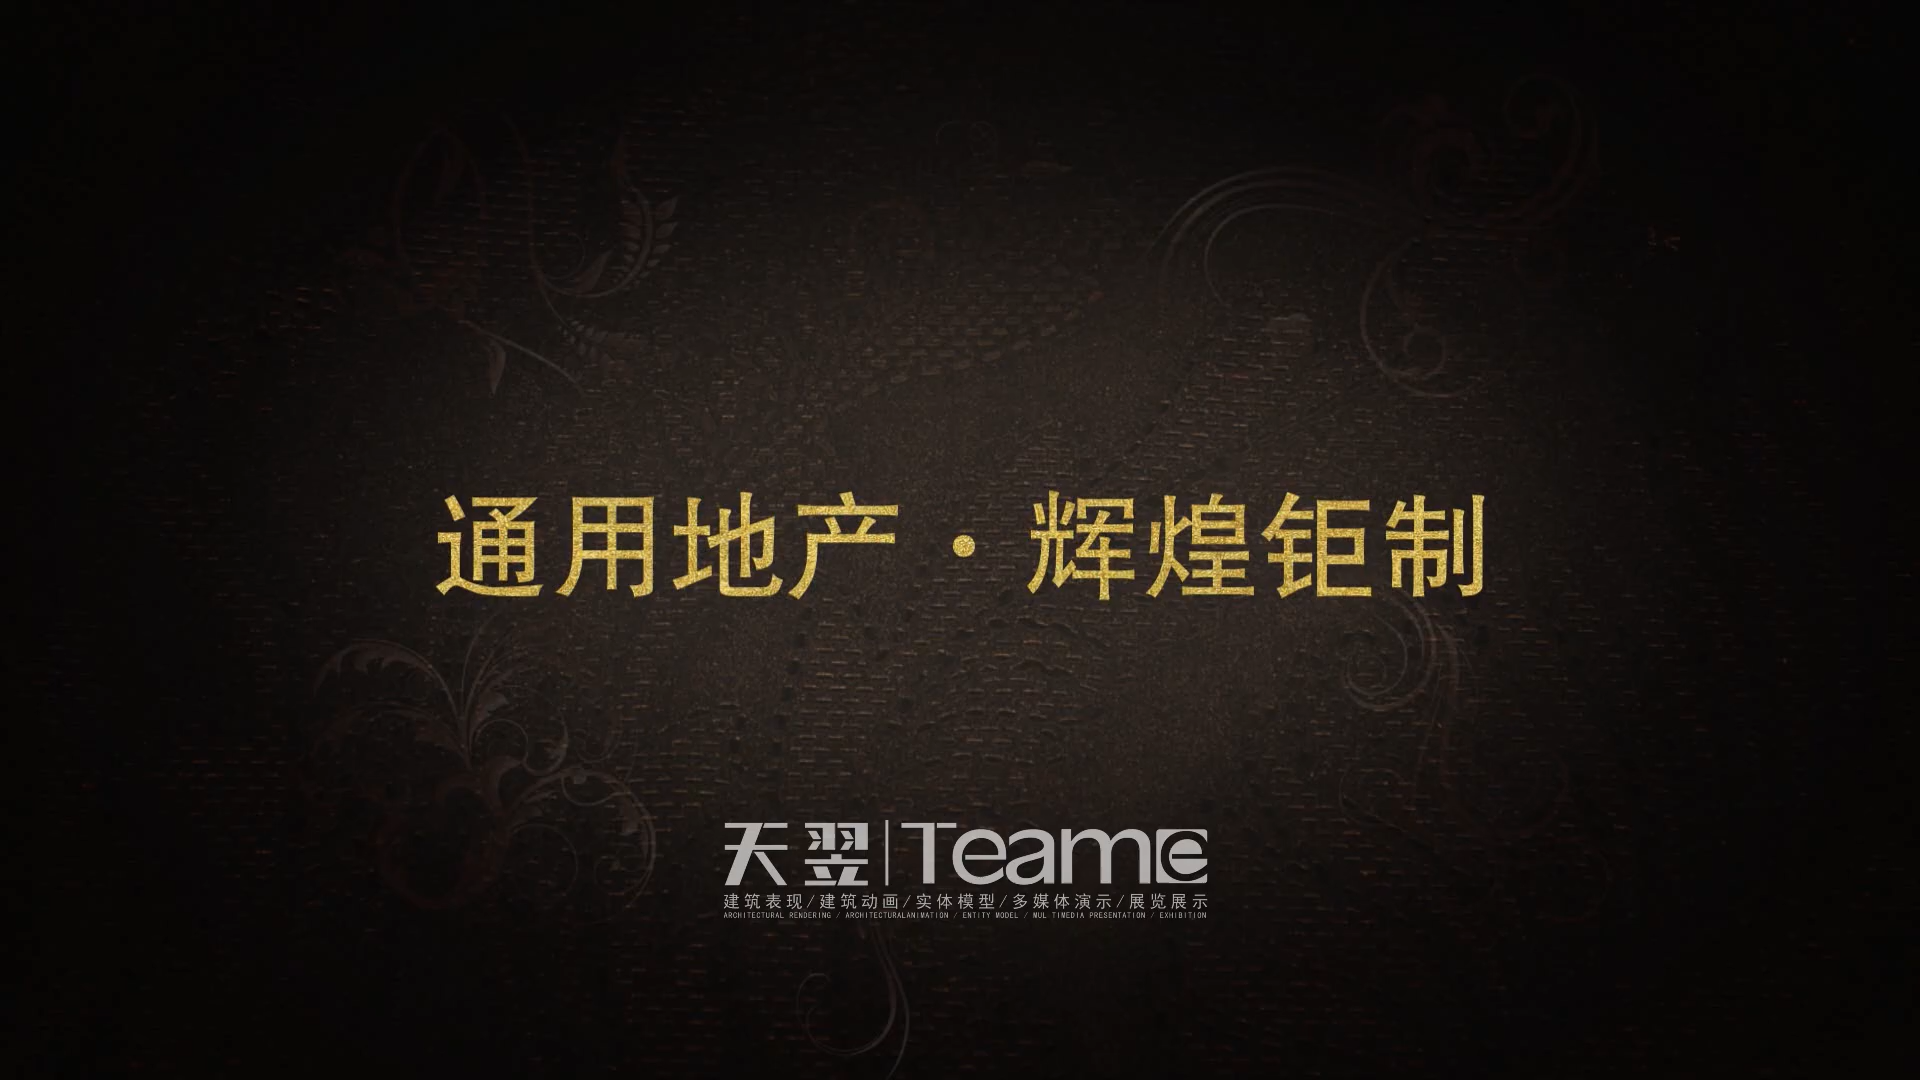 通用地产·辉煌钜制
天翌|Teame
建筑表现/建筑动画/实体模型/多媒体演示/展览展示
ARCHITECTURAL RENDERING / ARCHITECTURALANIMATION / ENTITY MODEL / MUL TIMEDIA PRESENTATION / EXHIBITION